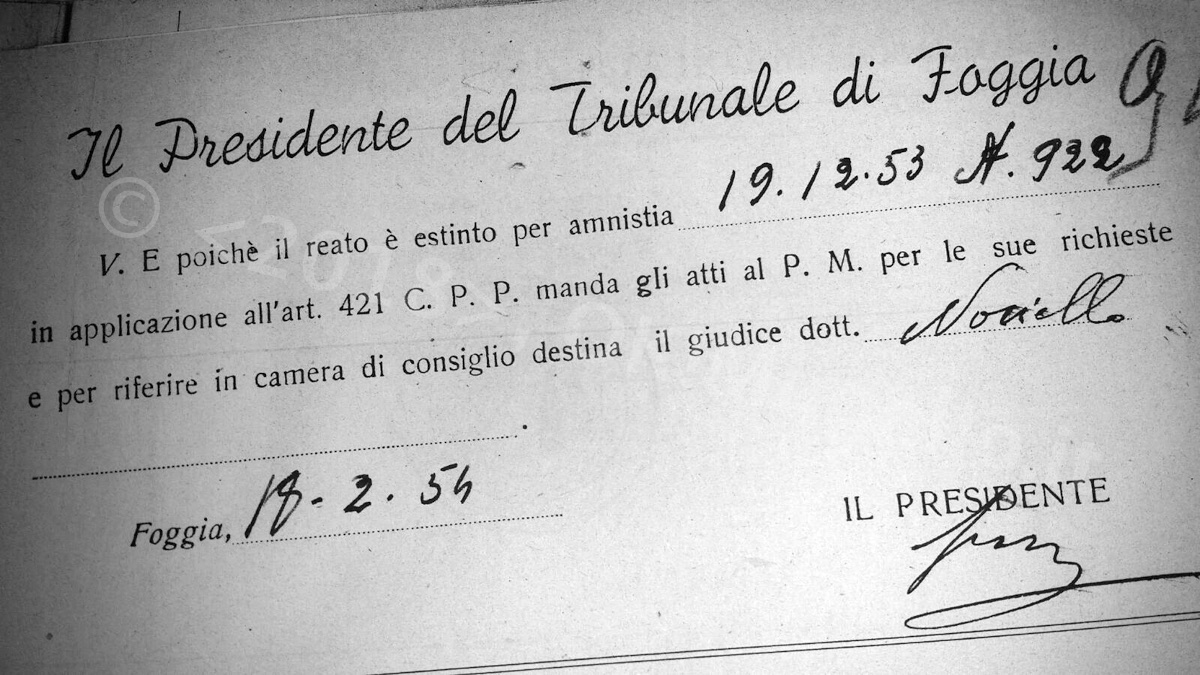 Il Presidente del Tribunale di Foggia
V. E poichè il reato è estinto per amnistia 19.12.53 N. 922
in applicazione all'art. 421 C. P. P. manda gli atti al P. M. per le sue richieste
e per riferire in camera di consiglio destina il giudice dott.
Foggia, 18-2.54
IL PRESIDENTE